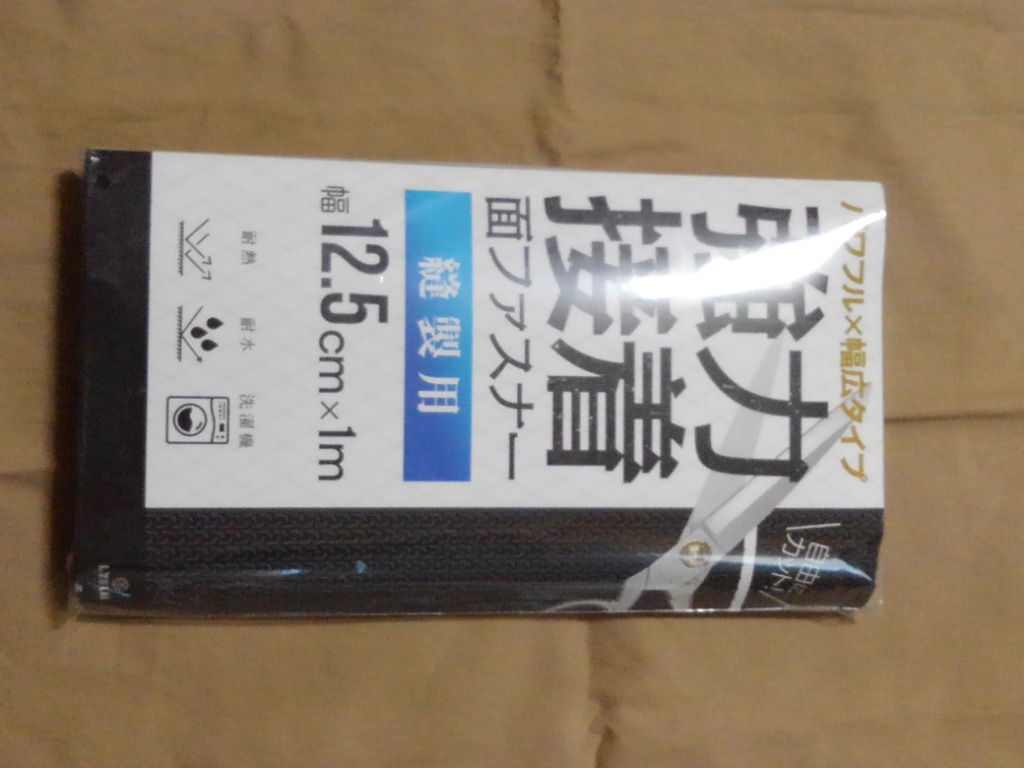 パワフル×幅広タイプ
強力
接着
面ファスナー
縫製用
幅12.5cm×1m
耐熱 耐水 洗濯機
自由に
カット